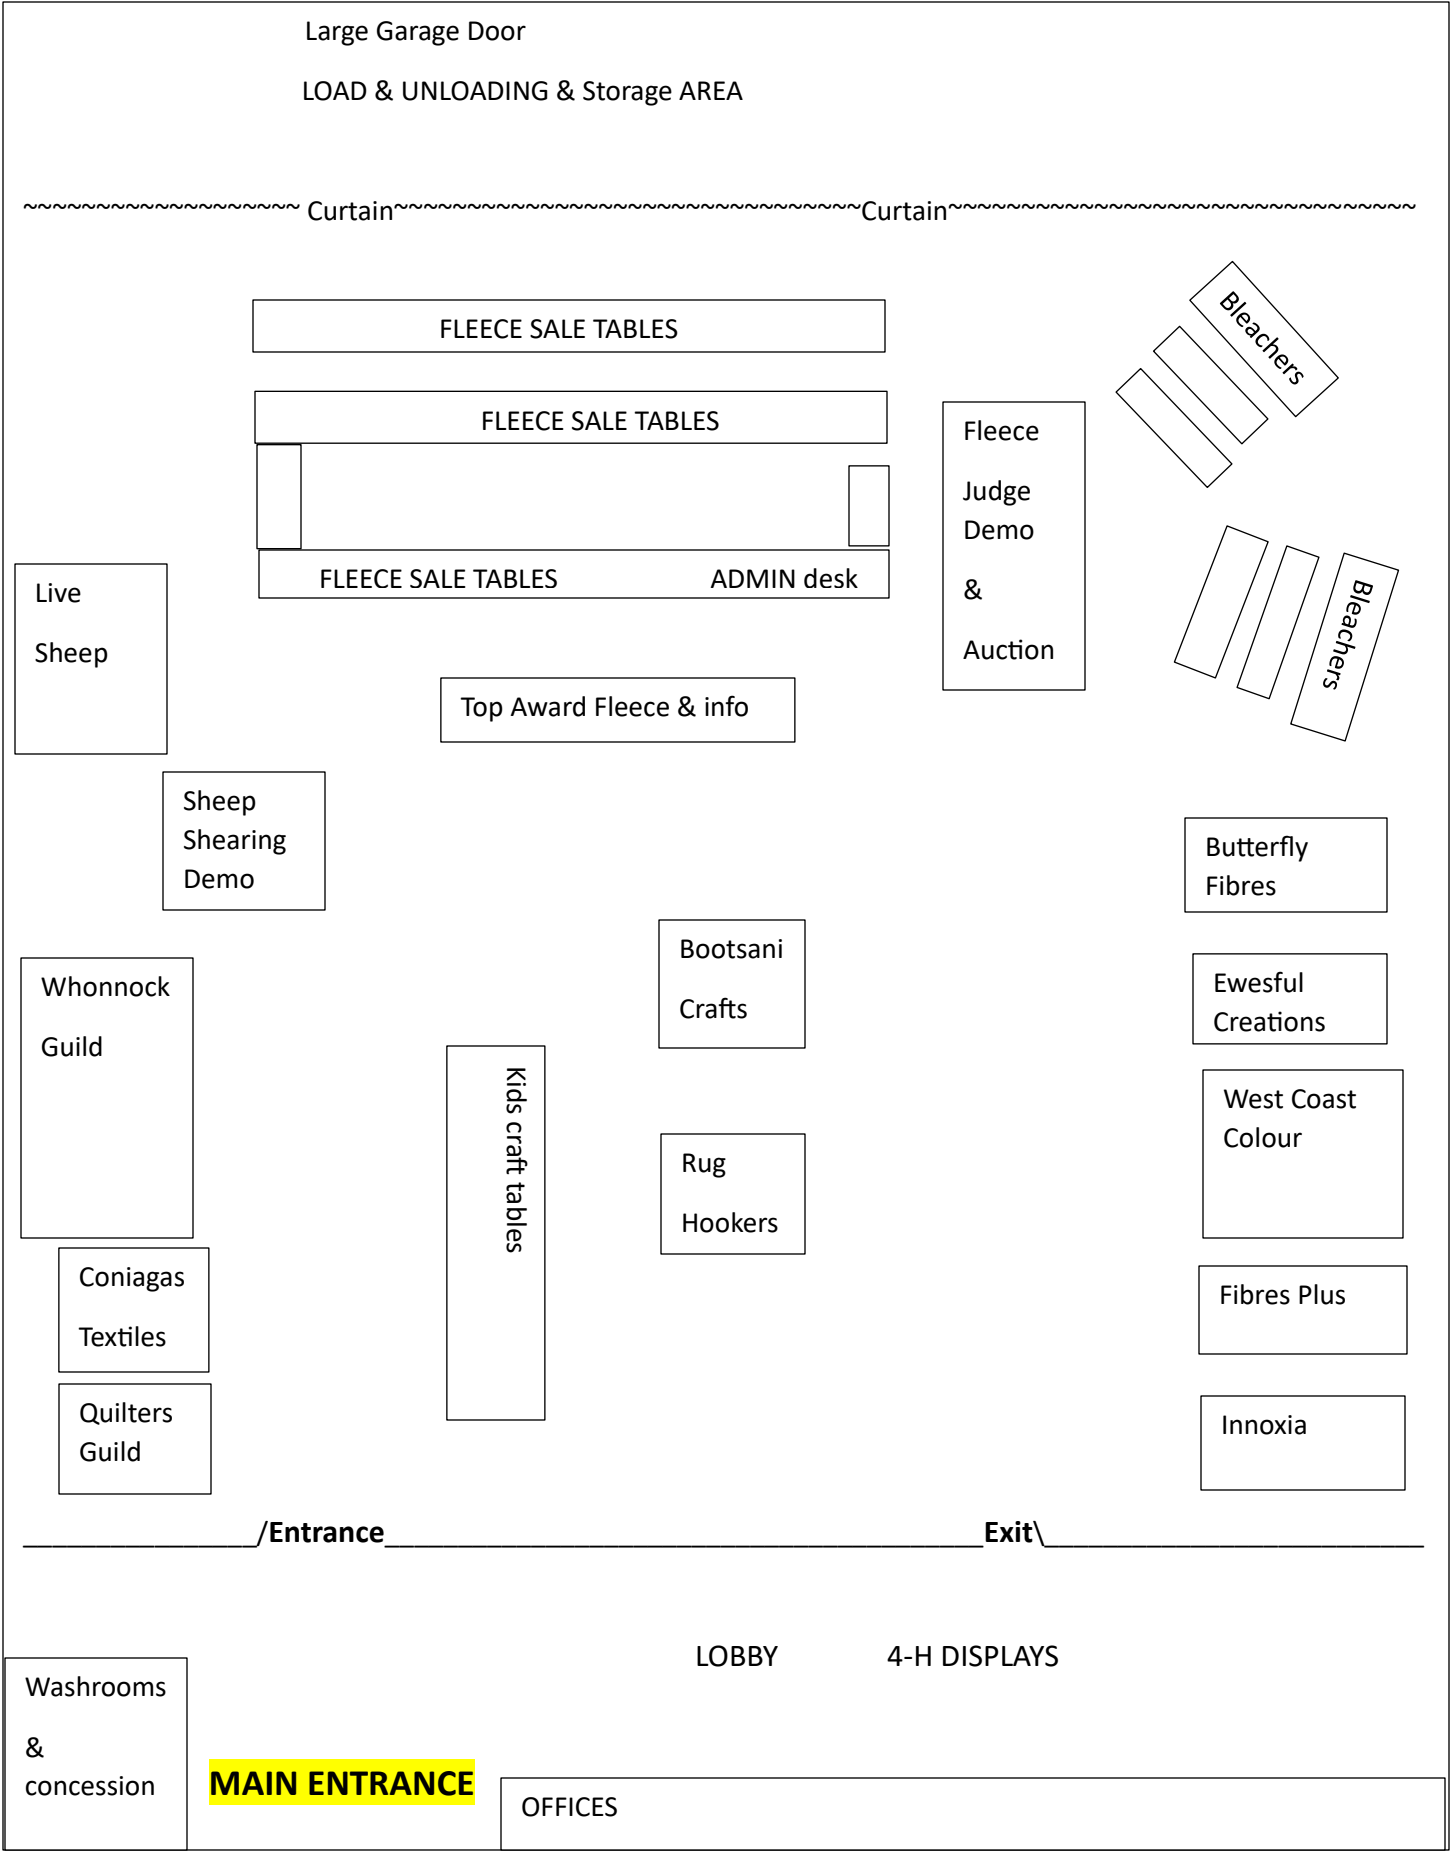 Large Garage Door
LOAD & UNLOADING & Storage AREA
~~~~~~~~~~~~~~~~~~~ Curtain~~~~~~~~~~~~~~~~~~~~~~~~~~~~~~~~Curtain~~~~~~~~~~~~~~~~~~~~~~~~~~~~~~~~
Bleachers
FLEECE SALE TABLES
FLEECE SALE TABLES
Fleece
Judge
Demo
&
Auction
FLEECE SALE TABLES ADMIN desk
Bleachers
Live
Sheep
Top Award Fleece & info
Sheep
Shearing
Demo
Butterfly
Fibres
Bootsani
Crafts
Ewesful
Creations
Whonnock
Guild
Kids craft tables
West Coast
Colour
Rug
Hookers
Coniagas
Textiles
Fibres Plus
Quilters
Guild
Innoxia
________________/Entrance_________________________________________Exit\__________________________
LOBBY 4-H DISPLAYS
Washrooms
&
concession
MAIN ENTRANCE
OFFICES